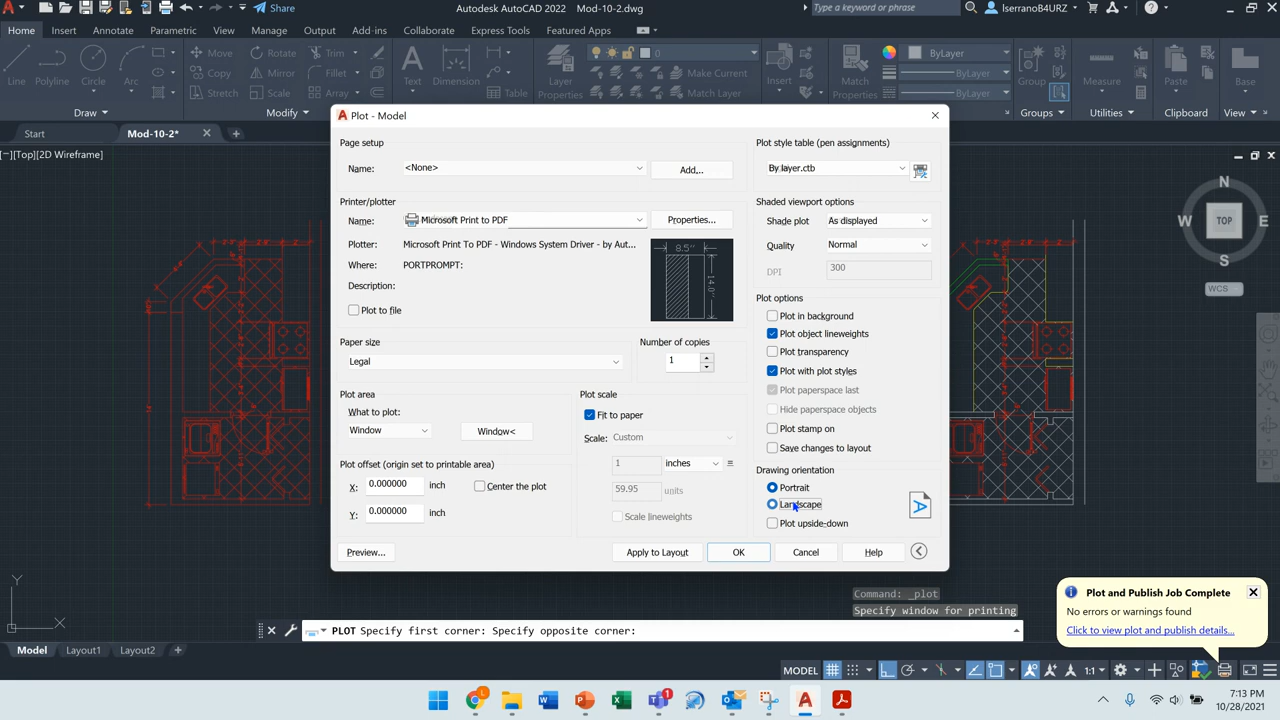 Share
Autodesk AutoCAD 2022 Mod-10-2.dwg
Type a keyword or phrase
lserrano4B4URZ
Home Insert Annotate Parametric View Manage Output Add-ins Collaborate Express Tools Featured Apps
Line Polyline Circle Arc
Move Rotate Trim
Copy Mirror Fillet
Stretch Scale Array
Text Dimension
Table
Layer Properties
0
Make Current
Match Layer
Insert
Match Properties
ByLayer
ByLayer
ByLayer
Group
Measure
Paste
Base
Draw Modify Groups Utilities Clipboard View
Start Mod-10-2*
[−][Top][2D Wireframe]
Plot - Model
Page setup
Name: <None> Add...
Printer/plotter
Name: Microsoft Print to PDF Properties...
Plotter: Microsoft Print To PDF - Windows System Driver - by Aut...
Where: PORTPROMPT:
Description:
Plot to file
8.5"
14.0"
Paper size
Legal
Number of copies
1
Plot area
What to plot:
Window Window<
Plot offset (origin set to printable area)
X: 0.000000 inch Center the plot
Y: 0.000000 inch
Plot scale
Fit to paper
Scale: Custom
1 inches =
59.95 units
Scale lineweights
Plot style table (pen assignments)
By layer.ctb
Shaded viewport options
Shade plot As displayed
Quality Normal
DPI 300
Plot options
Plot in background
Plot object lineweights
Plot transparency
Plot with plot styles
Plot paperspace last
Hide paperspace objects
Plot stamp on
Save changes to layout
Drawing orientation
Portrait
Landscape
Plot upside-down
Preview... Apply to Layout OK Cancel Help
N
W TOP E
S
WCS
Y
X
Command: _plot
Specify window for printing
PLOT Specify first corner: Specify opposite corner:
Plot and Publish Job Complete
No errors or warnings found
Click to view plot and publish details...
Model Layout1 Layout2 +
MODEL 1:1
7:13 PM
10/28/2021